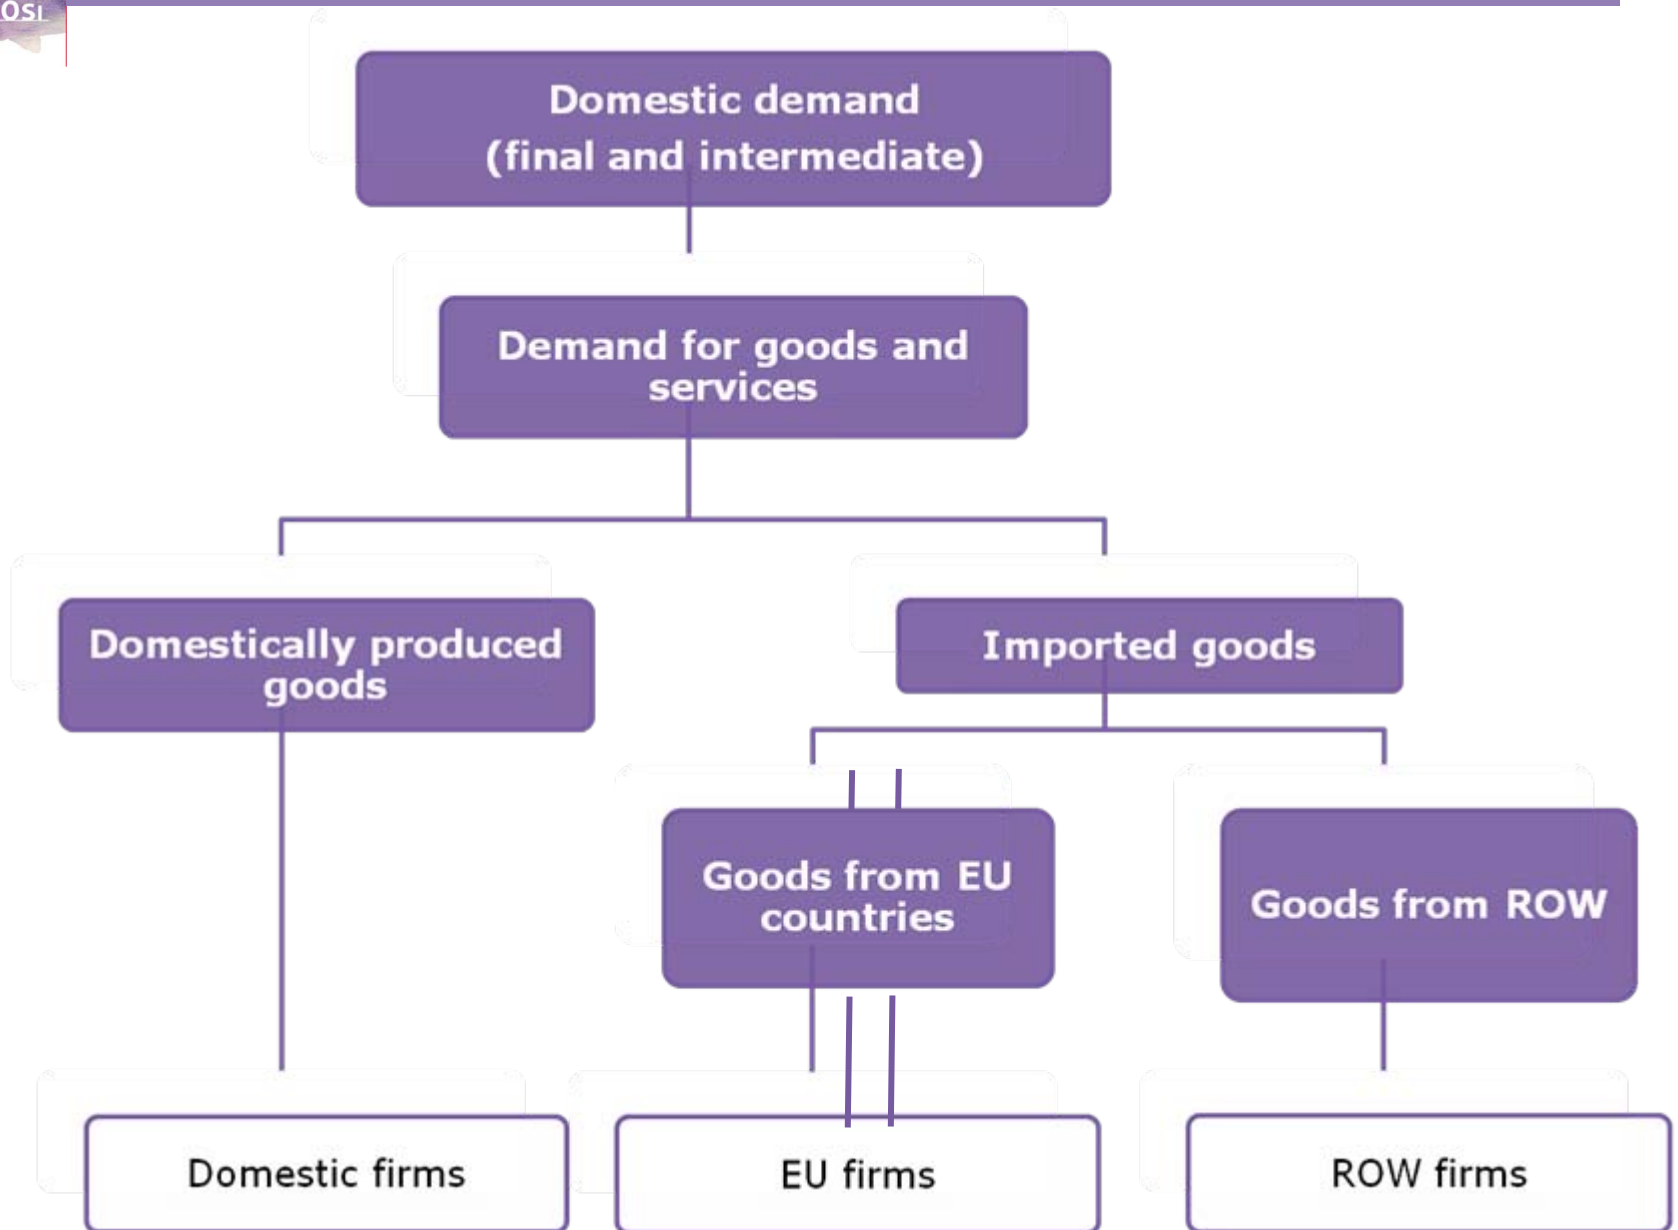 OSI
Domestic demand
(final and intermediate)
Demand for goods and
services
Domestically produced
goods
Imported goods
Goods from EU
countries
Goods from ROW
Domestic firms
EU firms
ROW firms